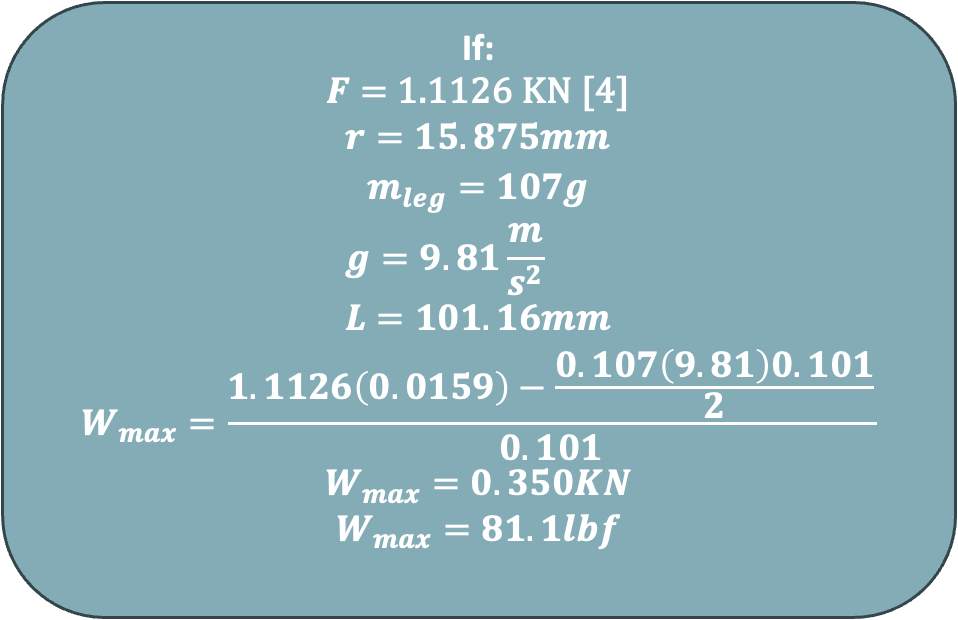 If:
F = 1.1126 KN [4]
r = 15.875mm
m_leg = 107g
g = 9.81 m/s²
L = 101.16mm
W_max = (1.1126(0.0159) − (0.107(9.81)0.101)/2)/0.101
W_max = 0.350KN
W_max = 81.1lbf